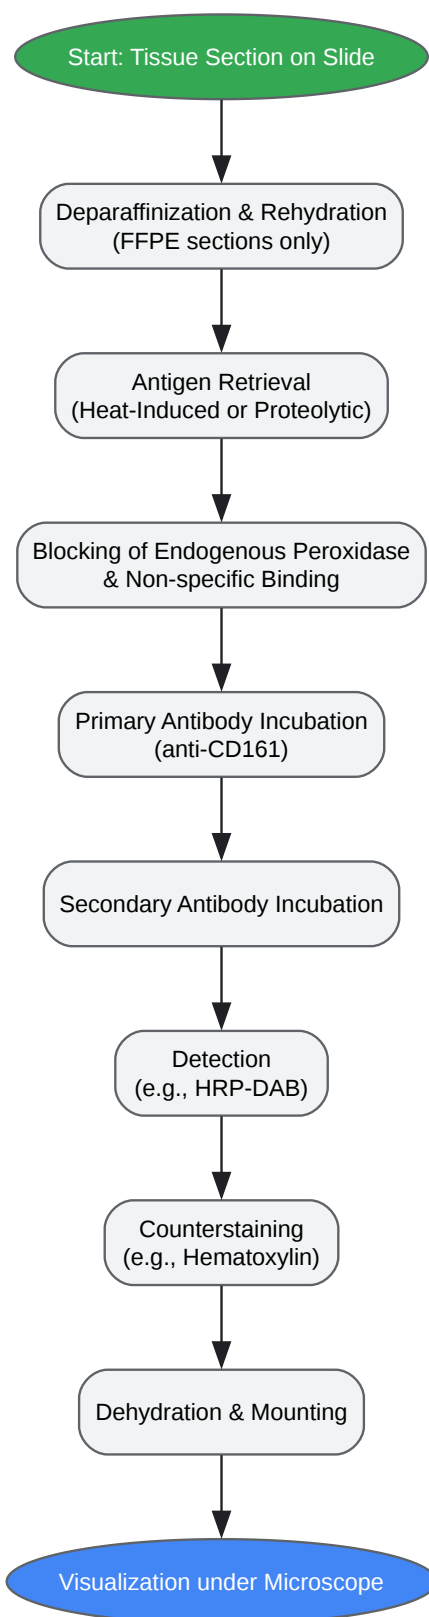 Start: Tissue Section on Slide
Deparaffinization & Rehydration
(FFPE sections only)
Antigen Retrieval
(Heat-Induced or Proteolytic)
Blocking of Endogenous Peroxidase
& Non-specific Binding
Primary Antibody Incubation
(anti-CD161)
Secondary Antibody Incubation
Detection
(e.g., HRP-DAB)
Counterstaining
(e.g., Hematoxylin)
Dehydration & Mounting
Visualization under Microscope